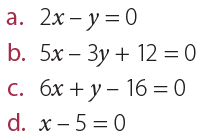 a. 2x − y = 0
b. 5x − 3y + 12 = 0
c. 6x + y − 16 = 0
d. x − 5 = 0